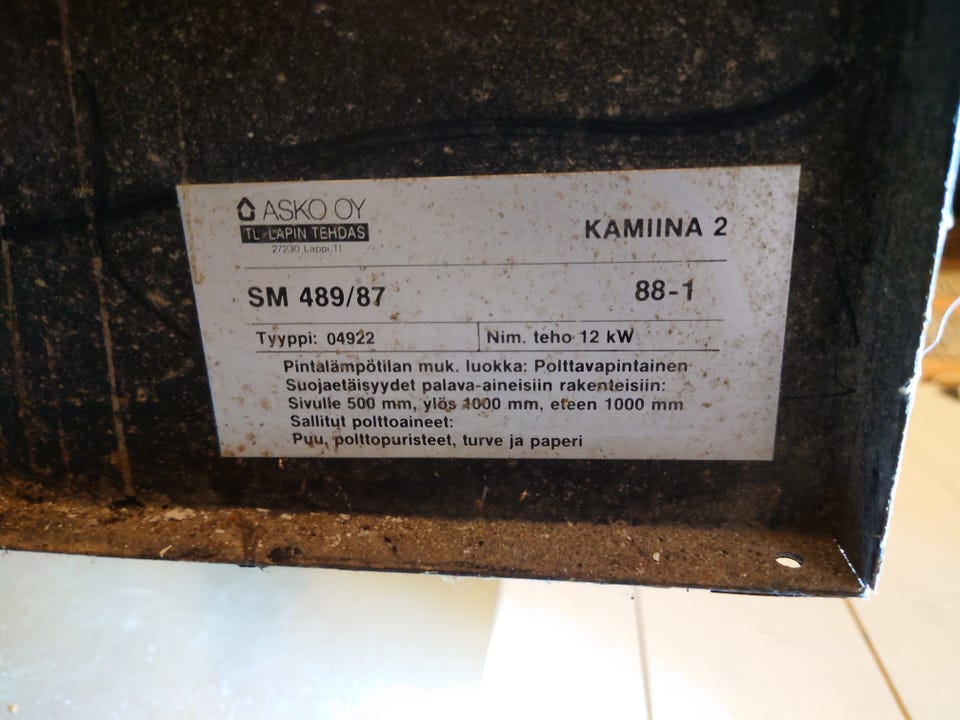 ASKO OY
TL-LAPIN TEHDAS
27230 Lappi Tl
KAMIINA 2
SM 489/87 88-1
Tyyppi: 04922 Nim. teho 12 kW
Pintalämpötilan muk. luokka: Polttavapintainen
Suojaetäisyydet palava-aineisiin rakenteisiin:
Sivulle 500 mm, ylös 1000 mm, eteen 1000 mm
Sallitut polttoaineet:
Puu, polttopuristeet, turve ja paperi